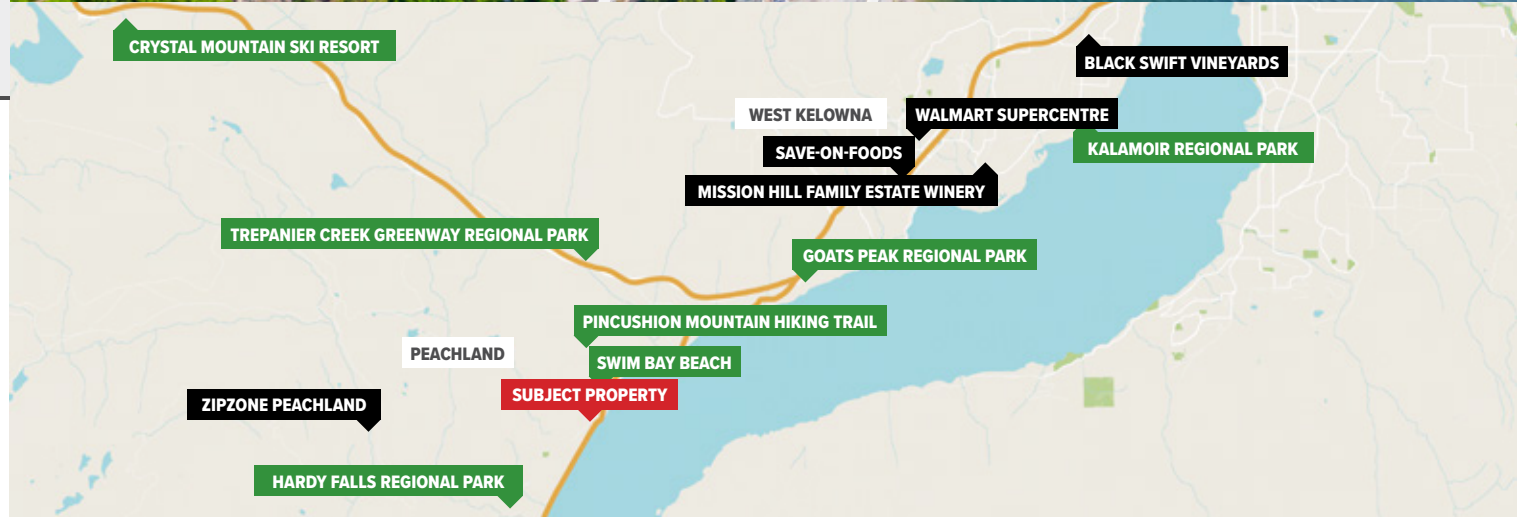 CRYSTAL MOUNTAIN SKI RESORT
BLACK SWIFT VINEYARDS
WEST KELOWNA
WALMART SUPERCENTRE
SAVE-ON-FOODS
KALAMOIR REGIONAL PARK
MISSION HILL FAMILY ESTATE WINERY
TREPANIER CREEK GREENWAY REGIONAL PARK
GOATS PEAK REGIONAL PARK
PINCUSHION MOUNTAIN HIKING TRAIL
PEACHLAND
SWIM BAY BEACH
SUBJECT PROPERTY
ZIPZONE PEACHLAND
HARDY FALLS REGIONAL PARK